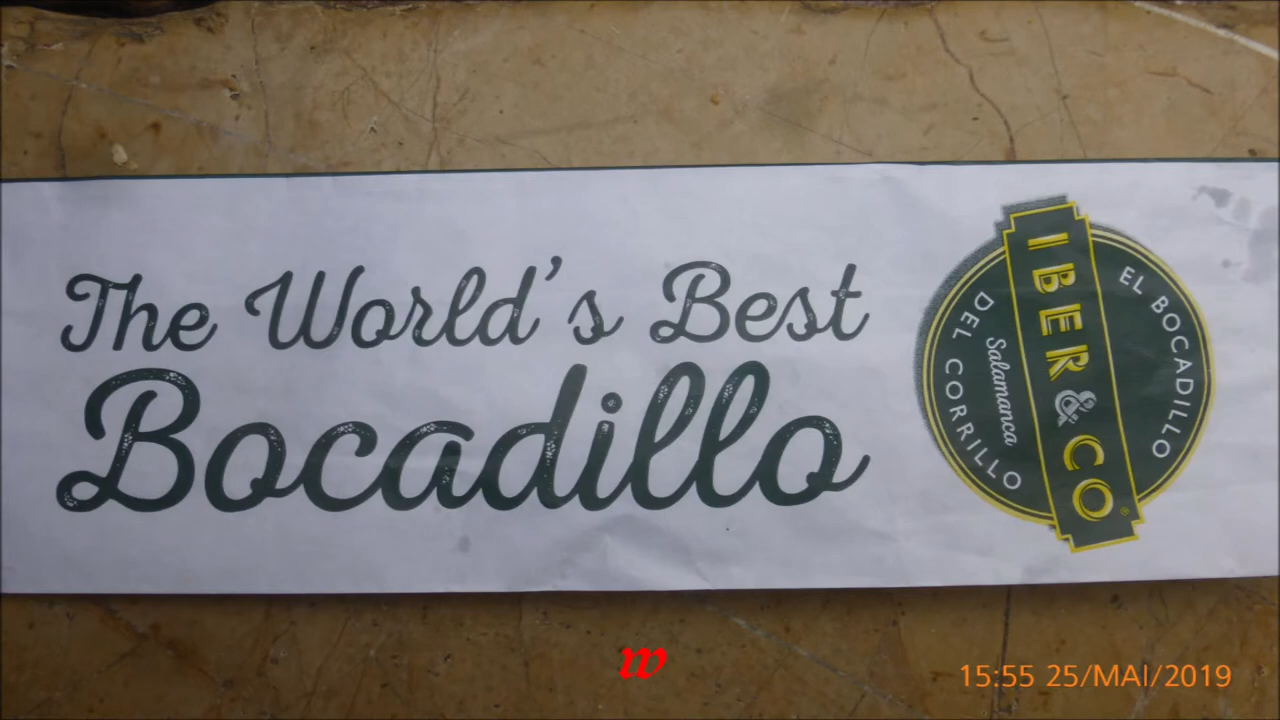 The World's Best
Bocadillo
EL BOCADILLO
IBER & CO®
Salamanca
DEL CORRILLO
w
15:55 25/MAI/2019